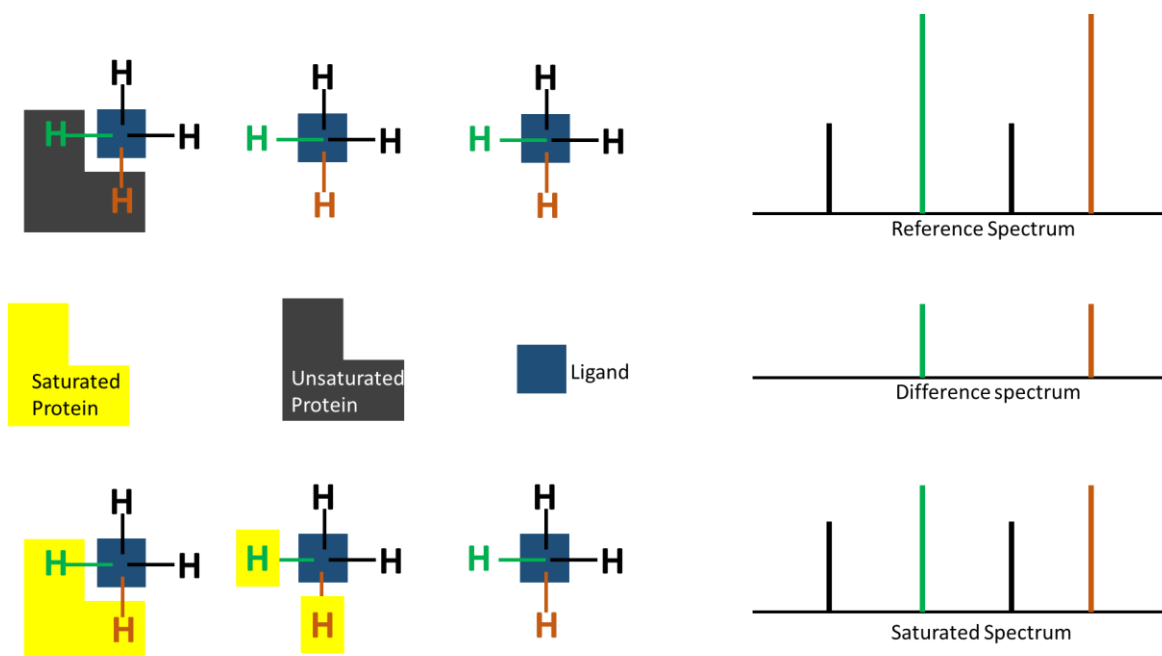 H
H
H
H
H
H
H
H
H
H
H
H
Reference Spectrum
Saturated
Protein
Unsaturated
Protein
Ligand
Difference spectrum
H
H
H
H
H
H
H
H
H
H
H
H
Saturated Spectrum